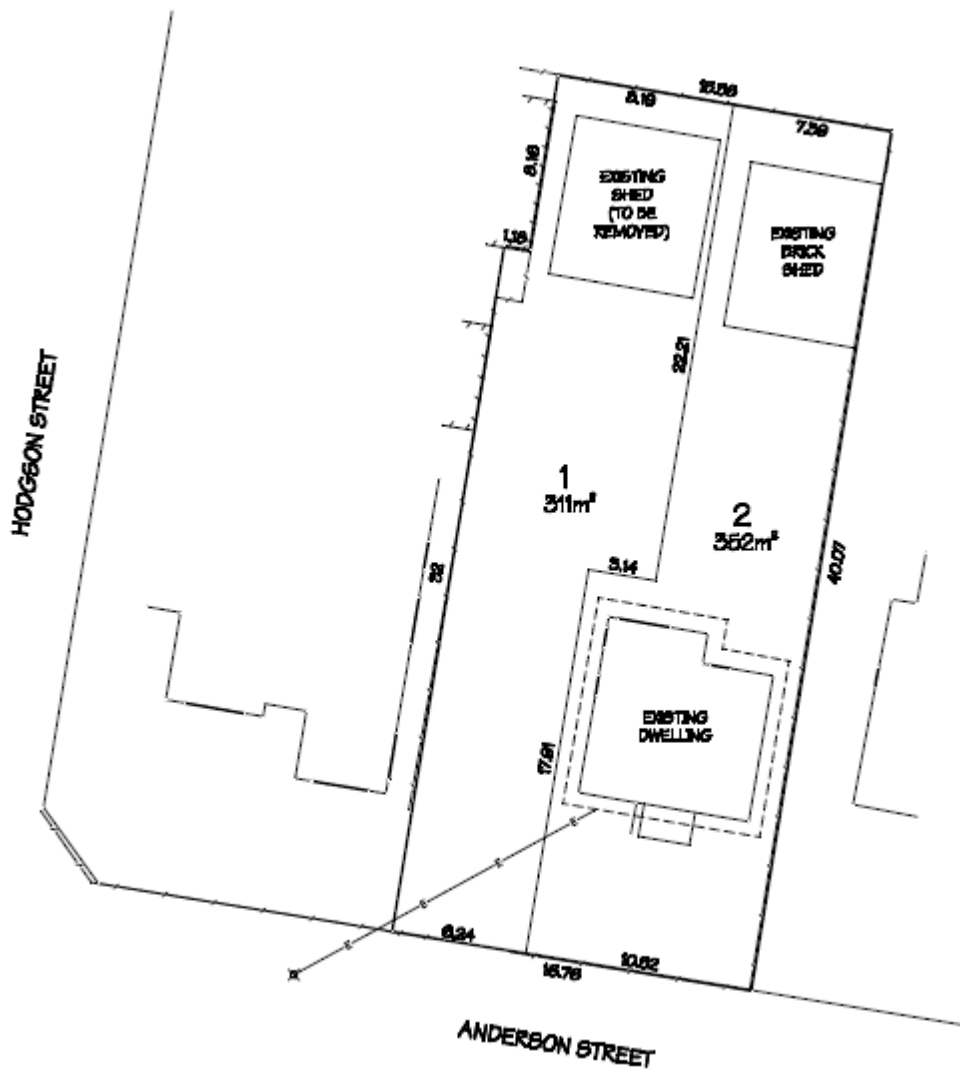 15.58
8.19
7.39
8.16
EXISTING
SHED
(TO BE
REMOVED)
1.18
EXISTING
BRICK
SHED
22.21
HODGSON STREET
1
311m²
2
352m²
3.14
32
40.07
EXISTING
DWELLING
17.91
6.24
10.52
16.76
ANDERSON STREET